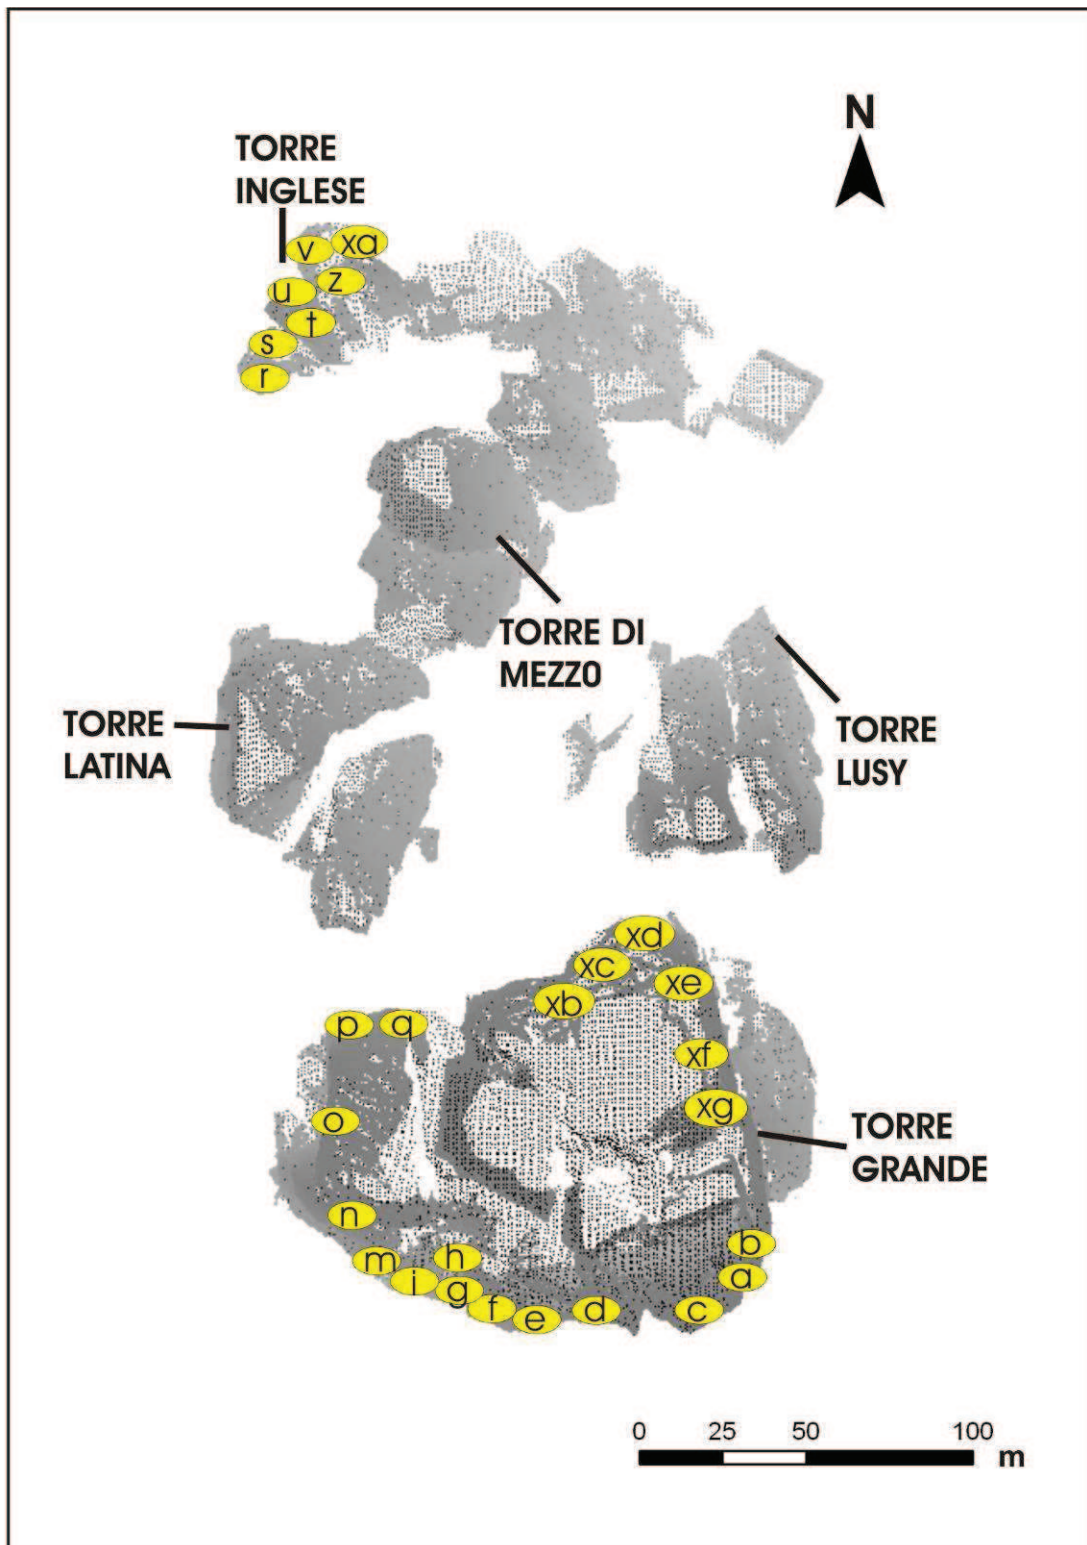 N
TORRE
INGLESE
v xa
u z
t
s
r
TORRE DI
MEZZO
TORRE
LATINA
TORRE
LUSY
xd
xc
xe
xb
p q
xf
xg
o
TORRE
GRANDE
n
b
m h
i g a
f e d c
0 25 50 100
m